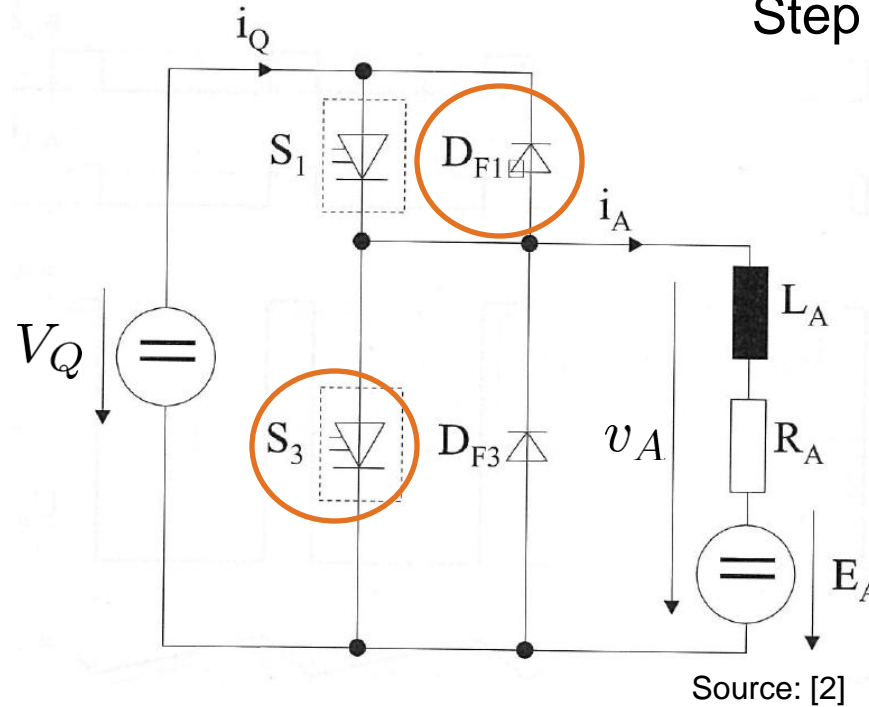 Step
i_Q
S_1
D_F1
i_A
L_A
V_Q
S_3
D_F3
v_A
R_A
E_A
Source: [2]